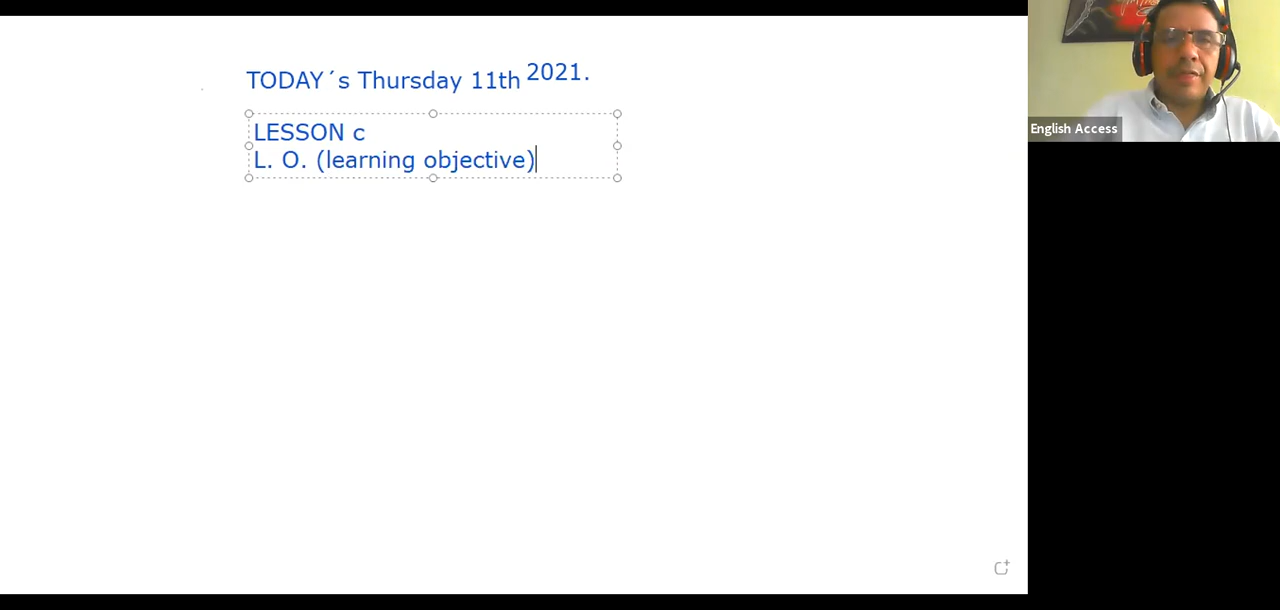 TODAY´s Thursday 11th 2021.
LESSON c
L. O. (learning objective)
English Access